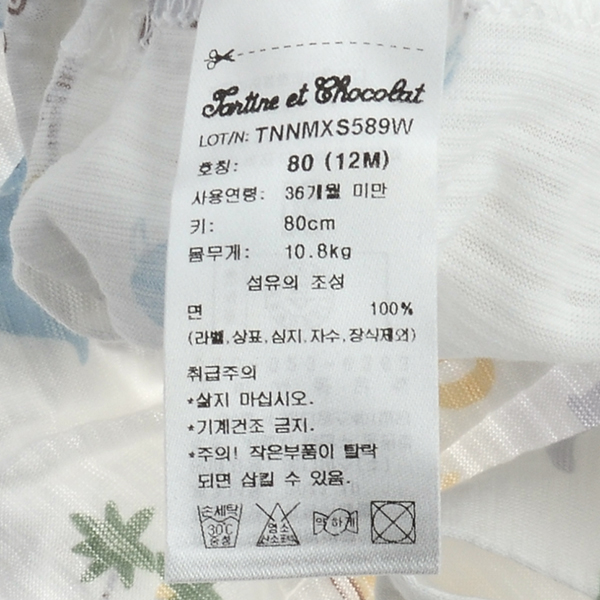 Tartine et Chocolat
LOT/N: TNNMXS589W
호칭: 80 (12M)
사용연령: 36개월 미만
키: 80cm
몸무게: 10.8kg
섬유의 조성
면 100%
(라벨,상표,심지,자수,장식제외)
취급주의
*삶지 마십시오.
*기계건조 금지.
*주의! 작은부품이 탈락
되면 삼킬 수 있음.
손세탁 30℃ 중성 염소 산소표백 약하게